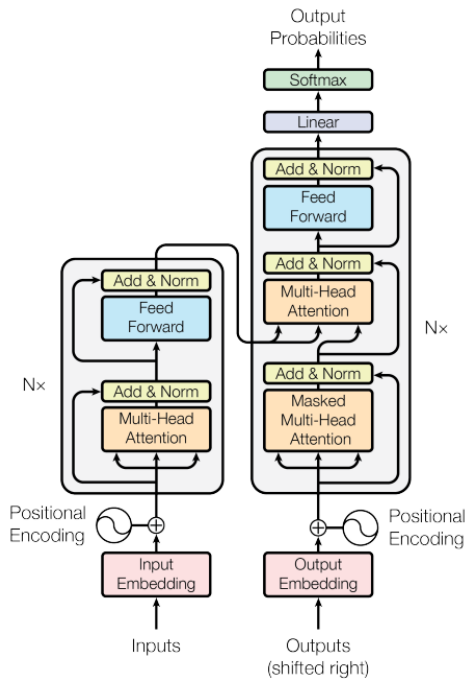 Output
Probabilities
Softmax
Linear
Add & Norm
Feed
Forward
Add & Norm
Multi-Head
Attention
Add & Norm
Masked
Multi-Head
Attention
N×
Add & Norm
Feed
Forward
Add & Norm
Multi-Head
Attention
N×
Positional
Encoding
Positional
Encoding
Input
Embedding
Output
Embedding
Inputs
Outputs
(shifted right)